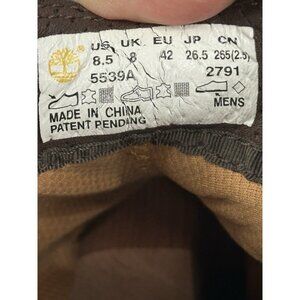 US UK EU JP CN
8.5 8 42 26.5 265(2.5)
5539A 2791
MENS
MADE IN CHINA
PATENT PENDING